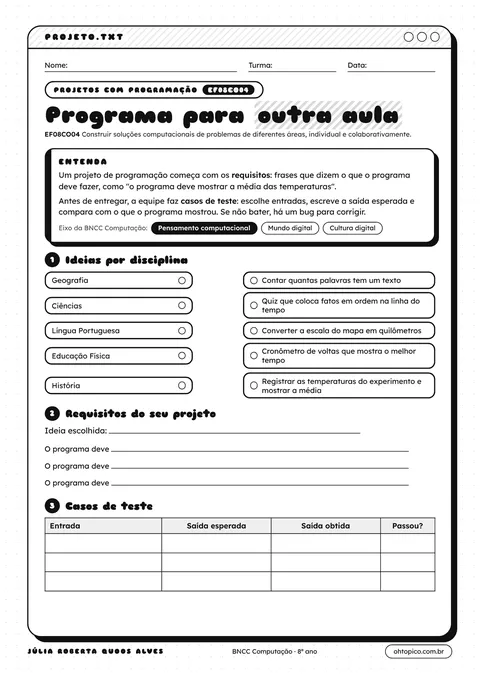 PROJETO.TXT
Nome:
Turma:
Data:
PROJETOS COM PROGRAMAÇÃO EF08CO04
Programa para outra aula
EF08CO04 Construir soluções computacionais de problemas de diferentes áreas, individual e colaborativamente.
ENTENDA
Um projeto de programação começa com os requisitos: frases que dizem o que o programa
deve fazer, como "o programa deve mostrar a média das temperaturas".
Antes de entregar, a equipe faz casos de teste: escolhe entradas, escreve a saída esperada e
compara com o que o programa mostrou. Se não bater, há um bug para corrigir.
Eixo da BNCC Computação: Pensamento computacional Mundo digital Cultura digital
1 Ideias por disciplina
Geografia
Contar quantas palavras tem um texto
Ciências
Quiz que coloca fatos em ordem na linha do
tempo
Língua Portuguesa
Converter a escala do mapa em quilômetros
Educação Física
Cronômetro de voltas que mostra o melhor
tempo
História
Registrar as temperaturas do experimento e
mostrar a média
2 Requisitos do seu projeto
Ideia escolhida:
O programa deve
O programa deve
O programa deve
3 Casos de teste
Entrada Saída esperada Saída obtida Passou?
JÚLIA ROBERTA QUOOS ALVES
BNCC Computação · 8º ano
ohtopico.com.br